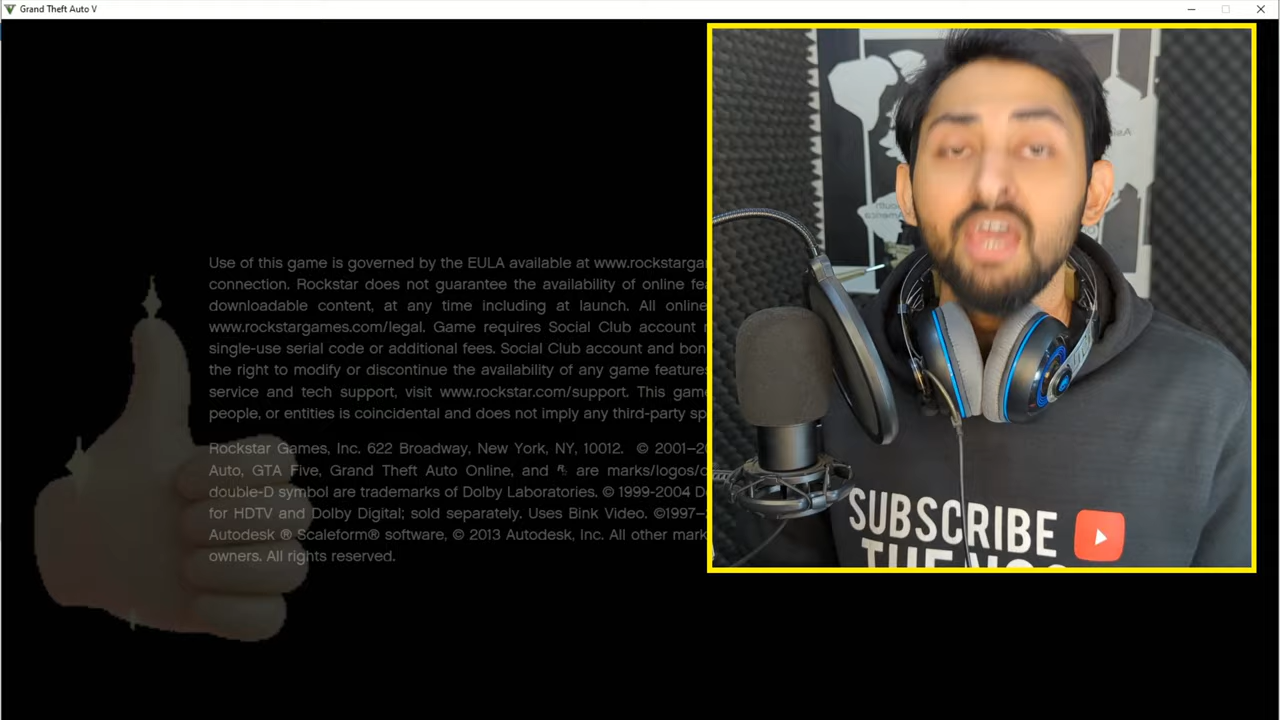 Grand Theft Auto V
Use of this game is governed by the EULA available at www.rockstarga
connection. Rockstar does not guarantee the availability of online fea
downloadable content, at any time including at launch. All online
www.rockstargames.com/legal. Game requires Social Club account r
single-use serial code or additional fees. Social Club account and bon
the right to modify or discontinue the availability of any game features
service and tech support, visit www.rockstar.com/support. This game
people, or entities is coincidental and does not imply any third-party sp
Rockstar Games, Inc. 622 Broadway, New York, NY, 10012. © 2001–20
Auto, GTA Five, Grand Theft Auto Online, and are marks/logos/c
double-D symbol are trademarks of Dolby Laboratories. © 1999-2004 D
for HDTV and Dolby Digital; sold separately. Uses Bink Video. ©1997–
Autodesk ® Scaleform® software, © 2013 Autodesk, Inc. All other mark
owners. All rights reserved.
South
America
SUBSCRIBE